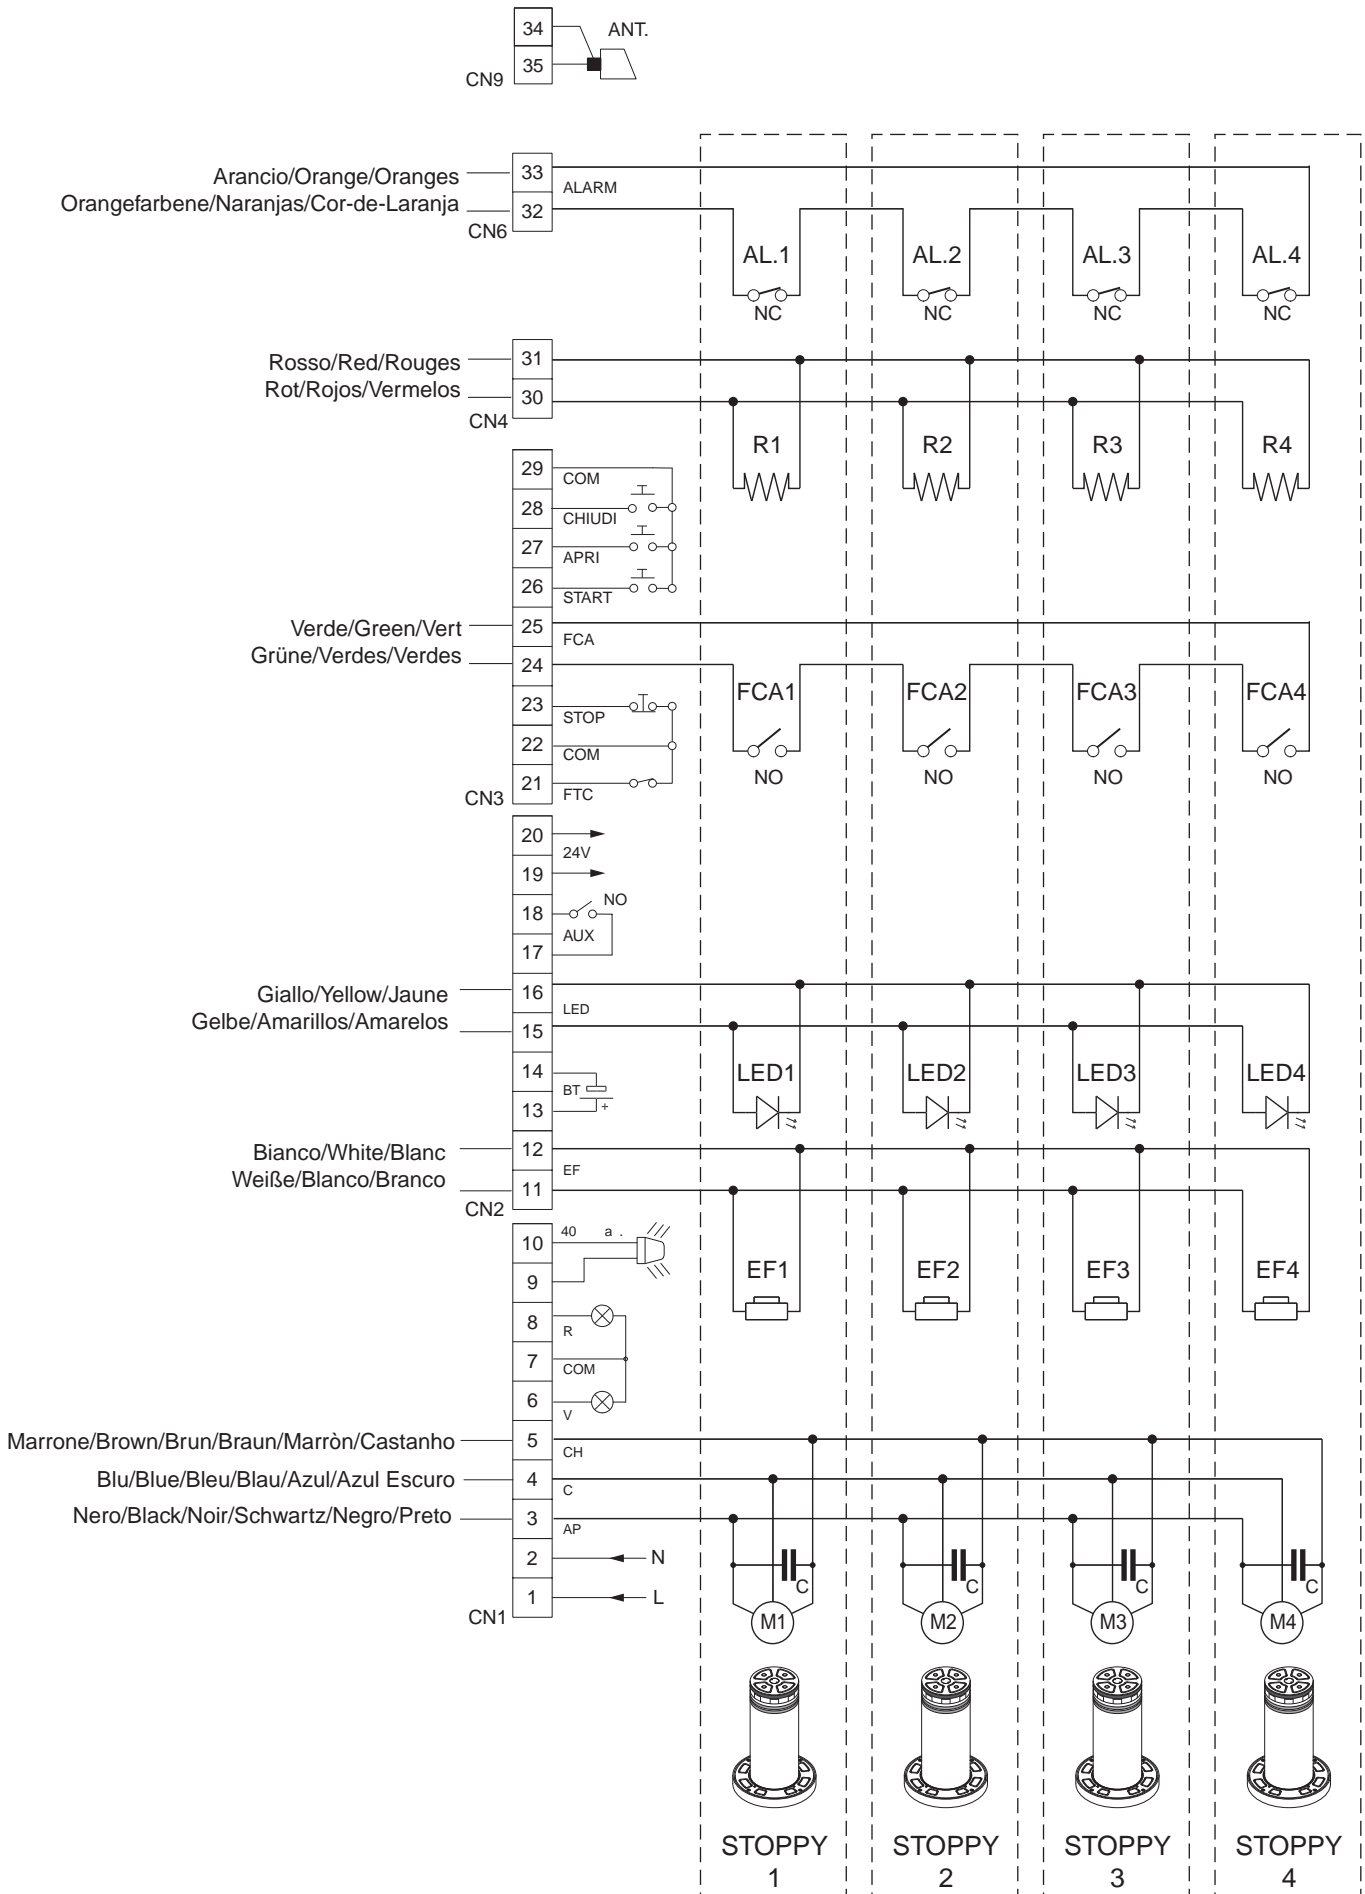 34 ANT.
35
CN9
Arancio/Orange/Oranges 33
ALARM
Orangefarbene/Naranjas/Cor-de-Laranja 32
CN6
AL.1 AL.2 AL.3 AL.4
NC NC NC NC
Rosso/Red/Rouges 31
Rot/Rojos/Vermelos 30
CN4
R1 R2 R3 R4
29
COM
28
CHIUDI
27
APRI
26
START
Verde/Green/Vert 25
FCA
Grüne/Verdes/Verdes 24
FCA1 FCA2 FCA3 FCA4
23
STOP
22
COM
NO NO NO NO
21
CN3 FTC
20
24V
19
NO
18
AUX
17
Giallo/Yellow/Jaune 16
LED
Gelbe/Amarillos/Amarelos 15
14 LED1 LED2 LED3 LED4
BT
13 +
Bianco/White/Blanc 12
EF
Weiße/Blanco/Branco 11
CN2
40 a .
10
9 EF1 EF2 EF3 EF4
8
R
7
COM
6
V
Marrone/Brown/Brun/Braun/Marròn/Castanho 5
CH
Blu/Blue/Bleu/Blau/Azul/Azul Escuro 4
C
Nero/Black/Noir/Schwartz/Negro/Preto 3
AP
2 N
C C C C
1 L
CN1
M1 M2 M3 M4
STOPPY STOPPY STOPPY STOPPY
1 2 3 4